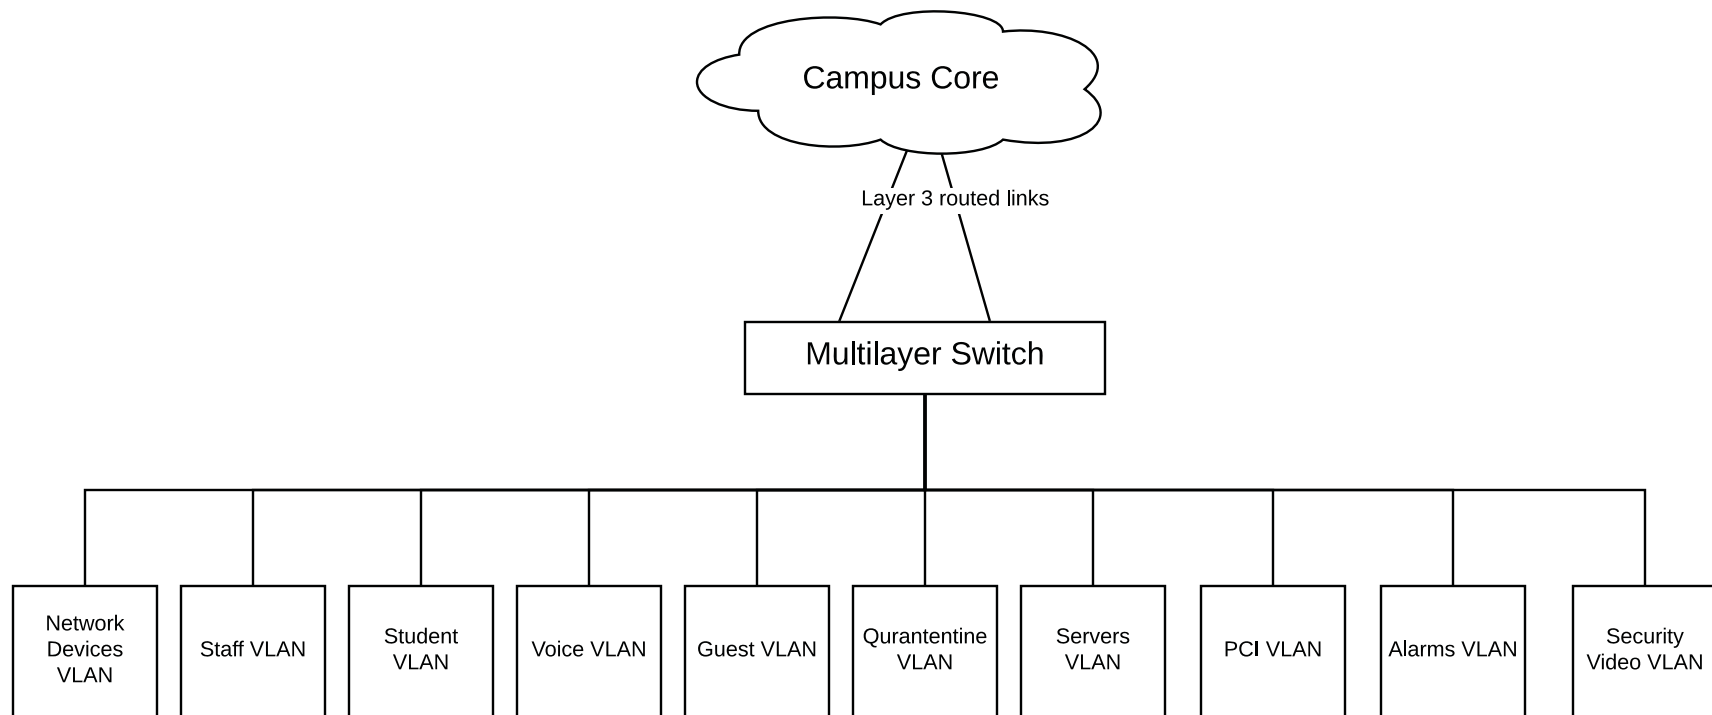 Campus Core
Layer 3 routed links
Multilayer Switch
Network
Devices
VLAN
Staff VLAN
Student
VLAN
Voice VLAN
Guest VLAN
Qurantentine
VLAN
Servers
VLAN
PCI VLAN
Alarms VLAN
Security
Video VLAN